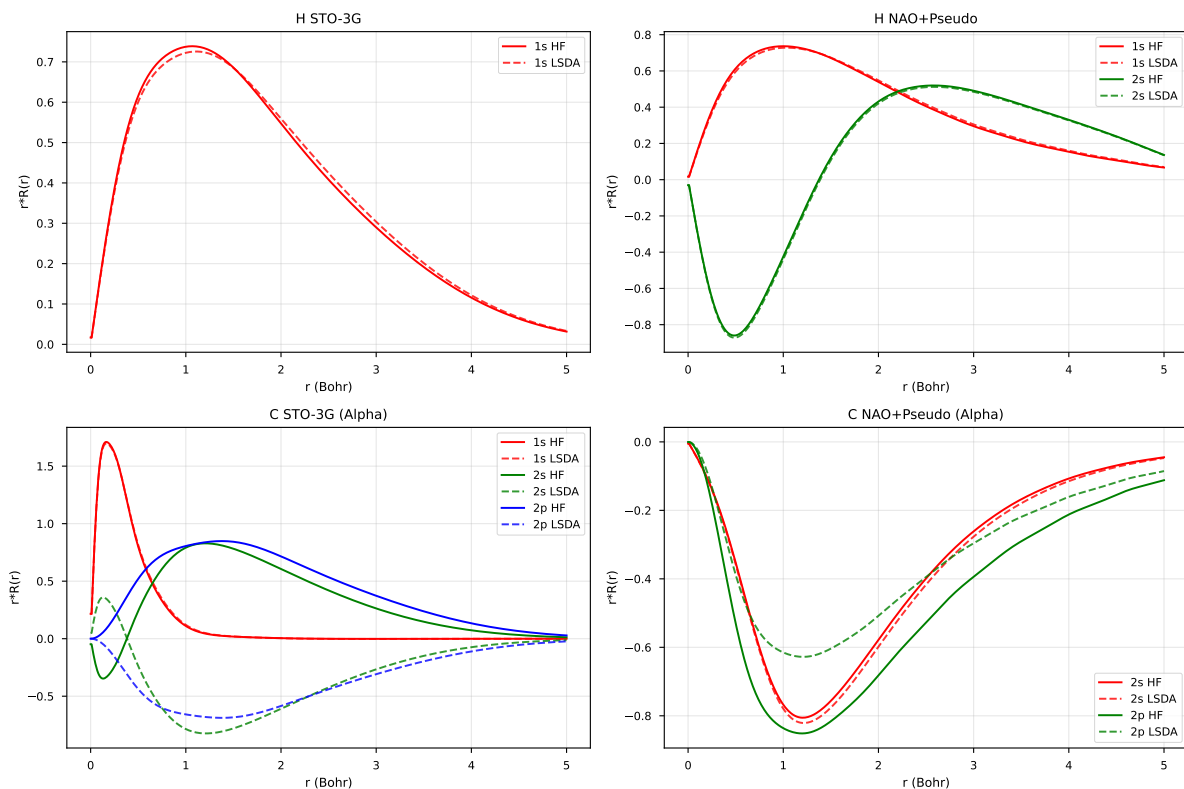 H STO-3G
r*R(r)
0.7
0.6
0.5
0.4
0.3
0.2
0.1
0.0
1s HF
1s LSDA
0 1 2 3 4 5
r (Bohr)
H NAO+Pseudo
r*R(r)
0.8
0.6
0.4
0.2
0.0
−0.2
−0.4
−0.6
−0.8
1s HF
1s LSDA
2s HF
2s LSDA
0 1 2 3 4 5
r (Bohr)
C STO-3G (Alpha)
r*R(r)
1.5
1.0
0.5
0.0
−0.5
1s HF
1s LSDA
2s HF
2s LSDA
2p HF
2p LSDA
0 1 2 3 4 5
r (Bohr)
C NAO+Pseudo (Alpha)
r*R(r)
0.0
−0.2
−0.4
−0.6
−0.8
2s HF
2s LSDA
2p HF
2p LSDA
0 1 2 3 4 5
r (Bohr)